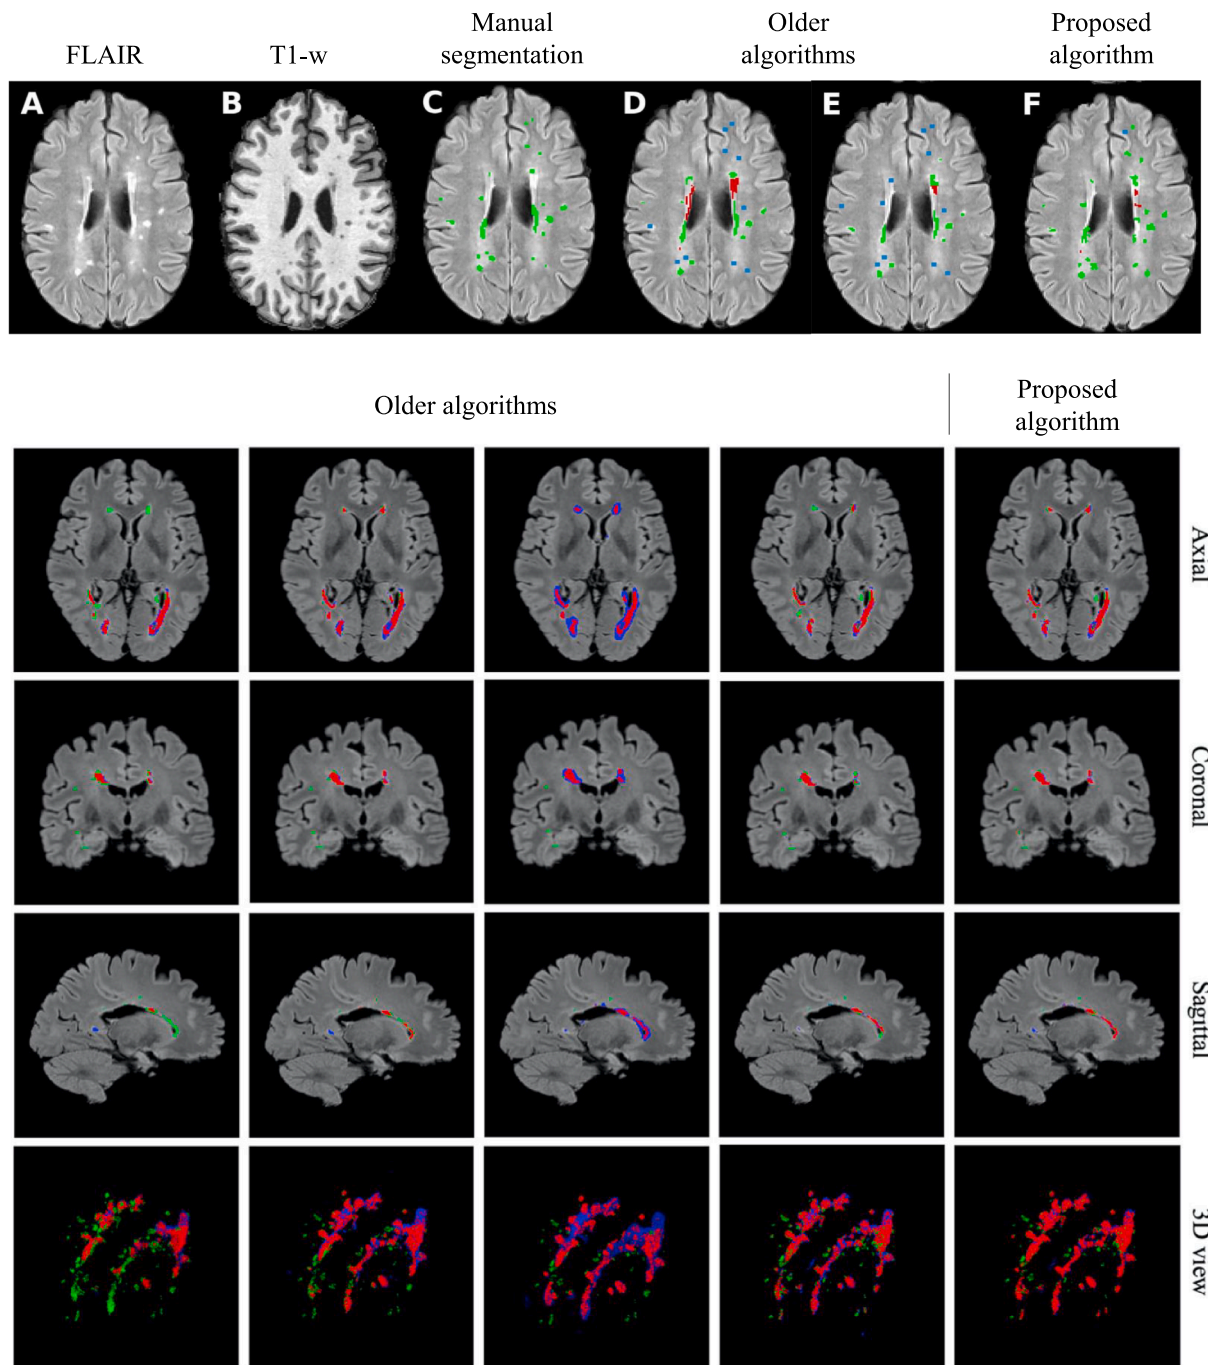 FLAIR
T1-w
Manual
segmentation
Older
algorithms
Proposed
algorithm
A
B
C
D
E
F
Older algorithms
Proposed
algorithm
Axial
Coronal
Sagittal
3D view